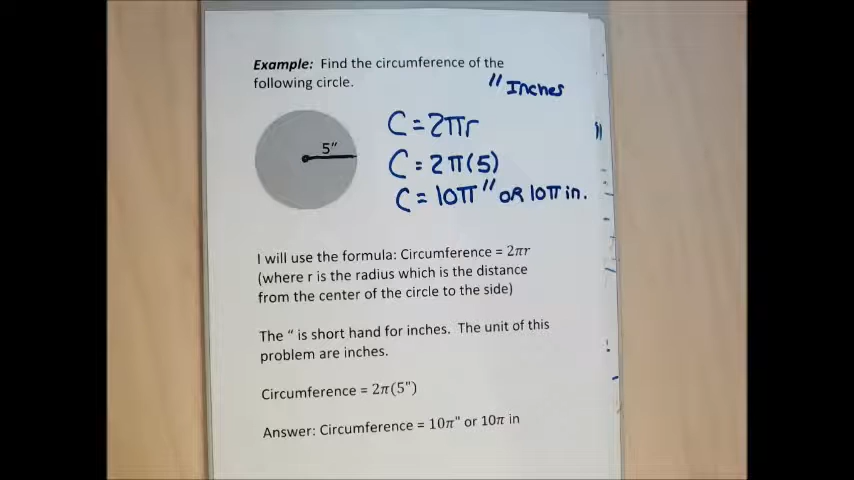 Example: Find the circumference of the
following circle.
" Inches
5"
C = 2πr
C = 2π(5)
C = 10π" OR 10π in.
I will use the formula: Circumference = 2πr
(where r is the radius which is the distance
from the center of the circle to the side)
The " is short hand for inches. The unit of this
problem are inches.
Circumference = 2π(5")
Answer: Circumference = 10π" or 10π in